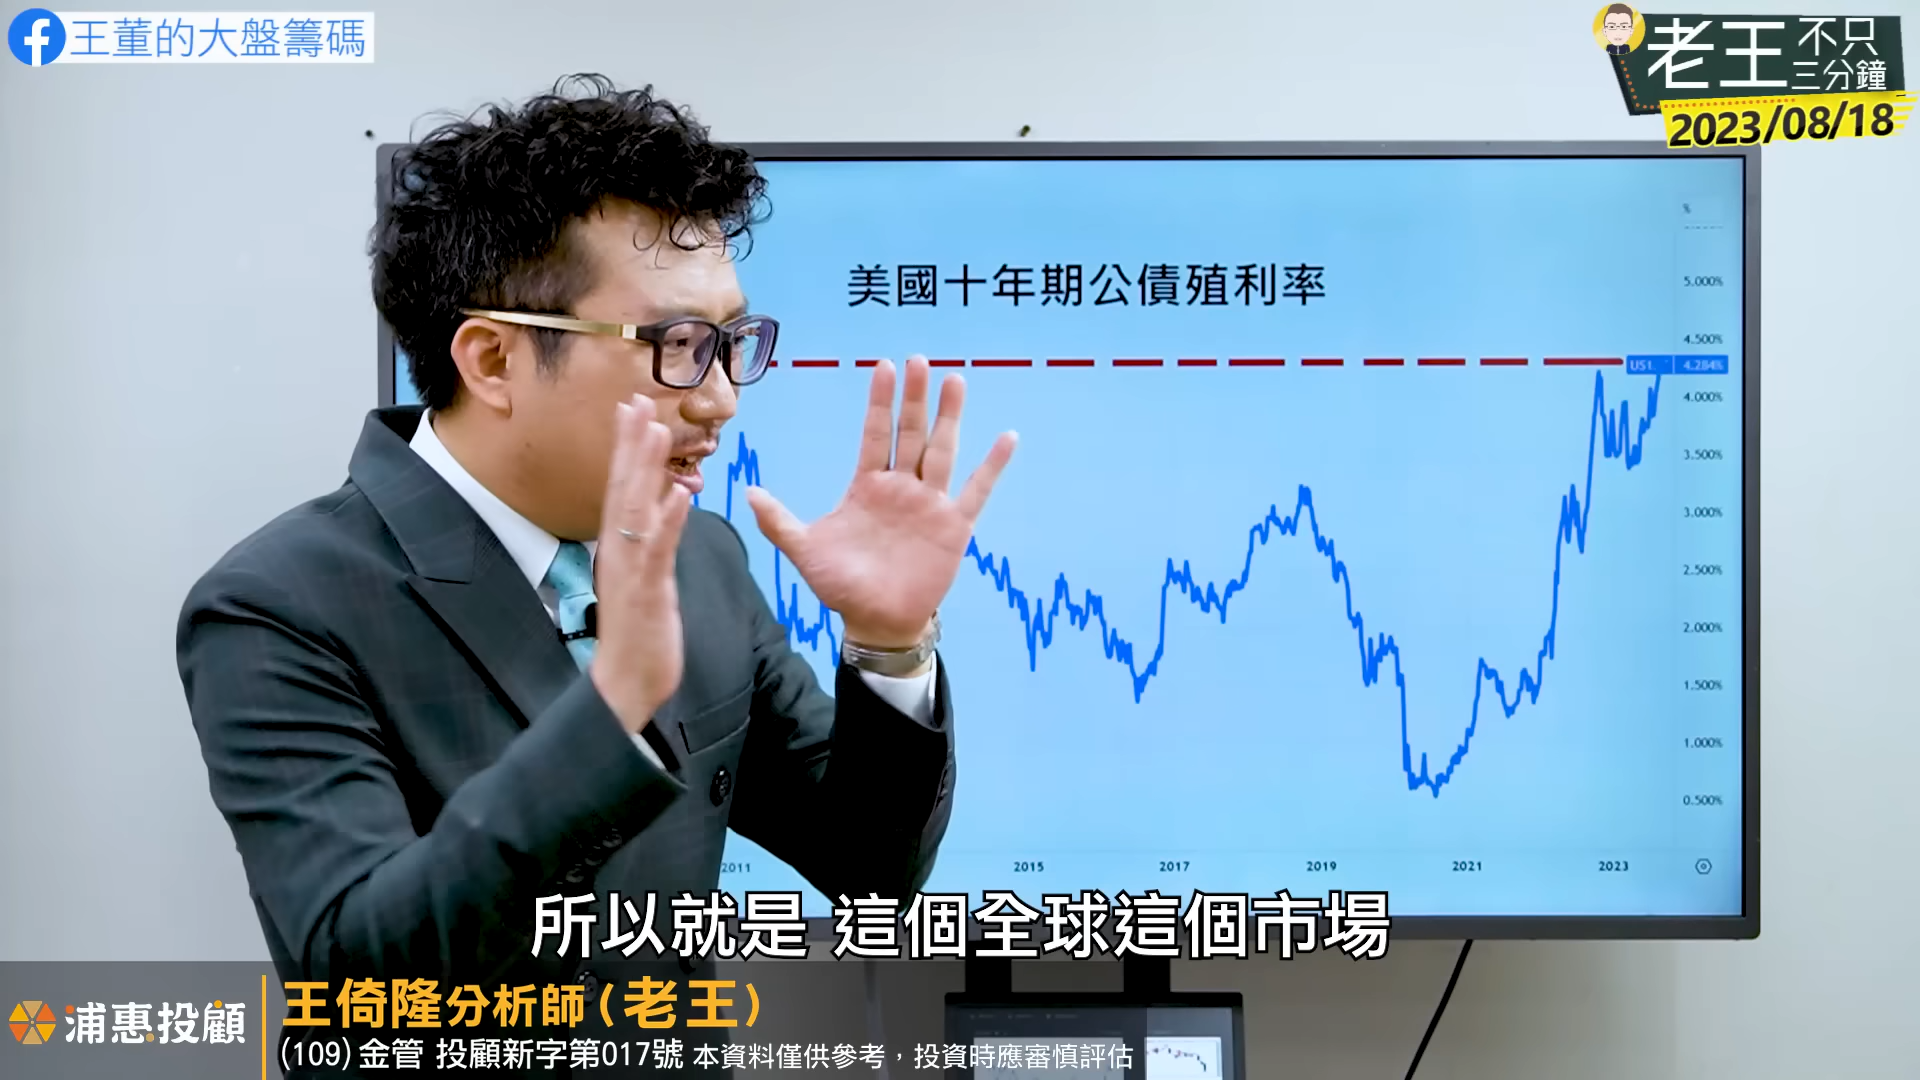 王董的大盤籌碼
老王不只三分鐘
2023/08/18
美國十年期公債殖利率
%
5.000%
4.500%
US1
4.284%
4.000%
3.500%
3.000%
2.500%
2.000%
1.500%
1.000%
0.500%
2011 2015 2017 2019 2021 2023
所以就是 這個全球這個市場
浦惠投顧
王倚隆分析師(老王)
(109)金管 投顧新字第017號 本資料僅供參考，投資時應審慎評估